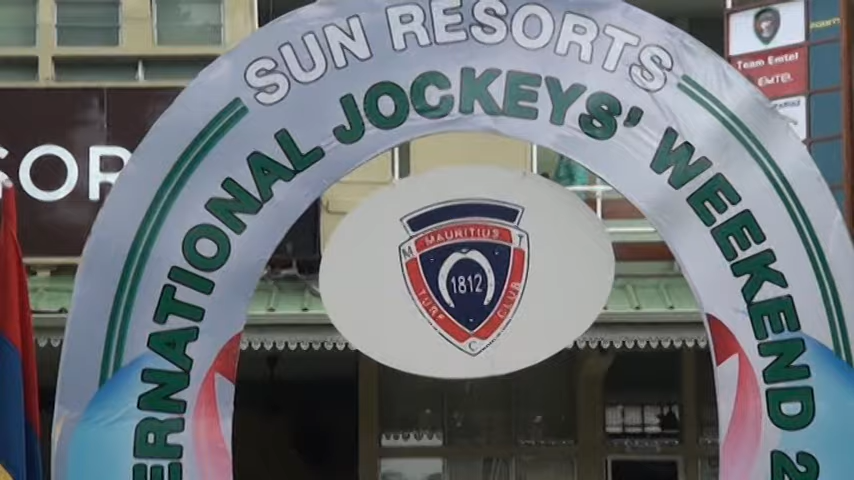 SUN RESORTS
ERNATIONAL JOCKEYS' WEEKEND 2
MAURITIUS
M T
1812
TURF CLUB
C
SOR
Team Emtel
EMTEL